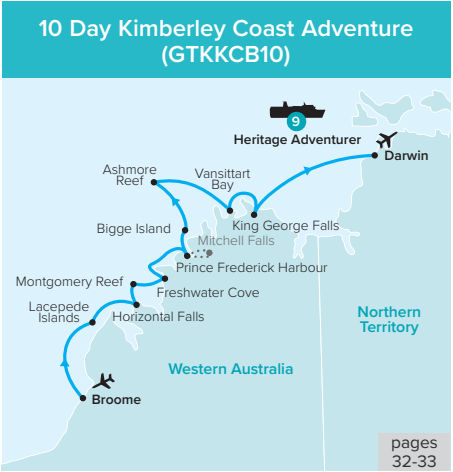 10 Day Kimberley Coast Adventure
(GTKKCB10)
9
Heritage Adventurer
Darwin
Ashmore
Reef
Vansittart
Bay
Bigge Island
King George Falls
Mitchell Falls
Prince Frederick Harbour
Montgomery Reef
Freshwater Cove
Lacepede
Islands
Horizontal Falls
Northern
Territory
Western Australia
Broome
pages
32-33